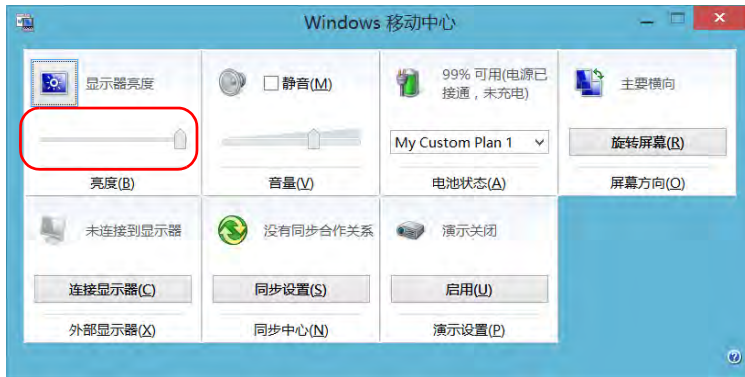 Windows 移动中心
显示器亮度
静音(M)
99% 可用(电源已
接通，未充电)
主要横向
My Custom Plan 1
旋转屏幕(R)
亮度(B)
音量(V)
电池状态(A)
屏幕方向(O)
未连接到显示器
没有同步合作关系
演示关闭
连接显示器(C)
同步设置(S)
启用(U)
外部显示器(X)
同步中心(N)
演示设置(P)